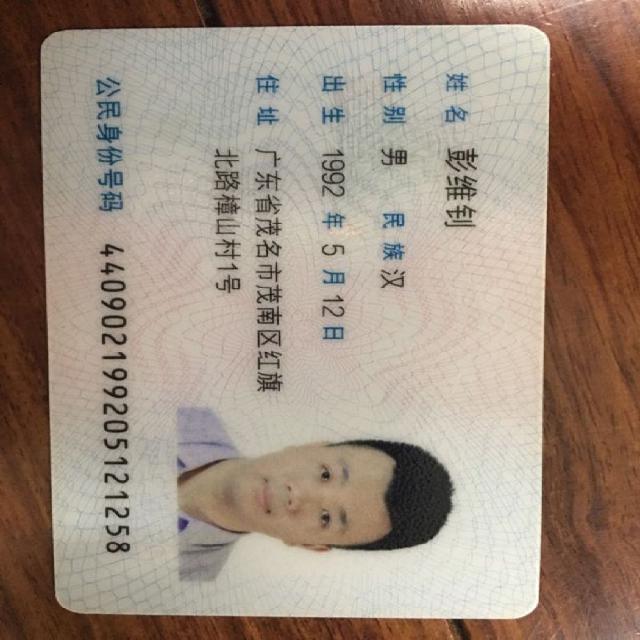 姓名 彭维钊
性别 男 民族 汉
出生 1992 年 5 月 12 日
住址 广东省茂名市茂南区红旗
北路樟山村1号
公民身份号码 440902199205121258